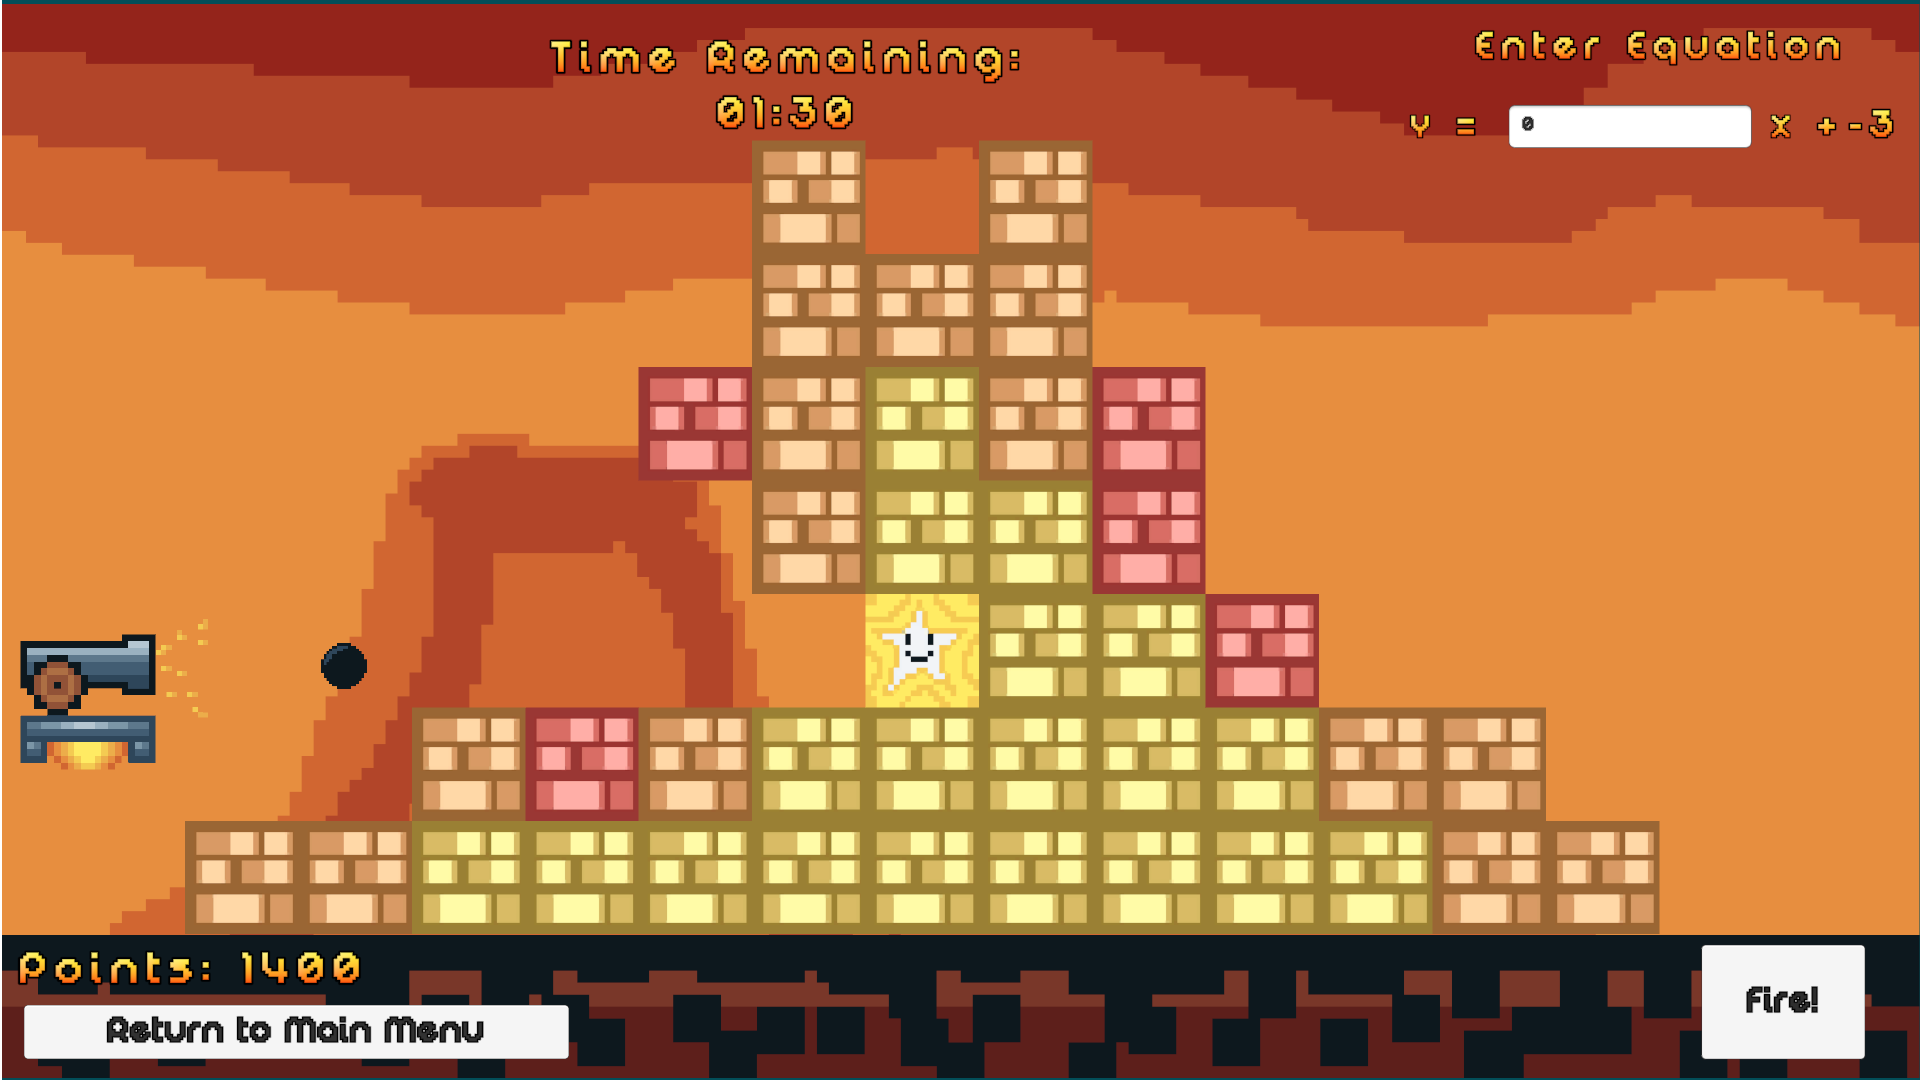 Time Remaining:
01:30
Enter Equation
Y = 0 X + -3
Points: 1400
Return to Main Menu
Fire!